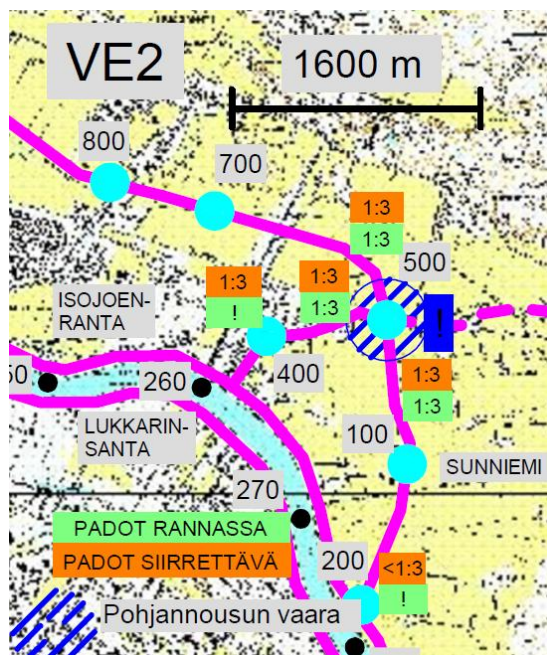 VE2
1600 m
800
700
1:3
1:3
500
1:3
!
1:3
1:3
!
ISOJOEN-
RANTA
400
1:3
1:3
50
260
LUKKARIN-
SANTA
100
SUNNIEMI
270
PADOT RANNASSA
PADOT SIIRRETTÄVÄ
200
<1:3
!
Pohjannousun vaara